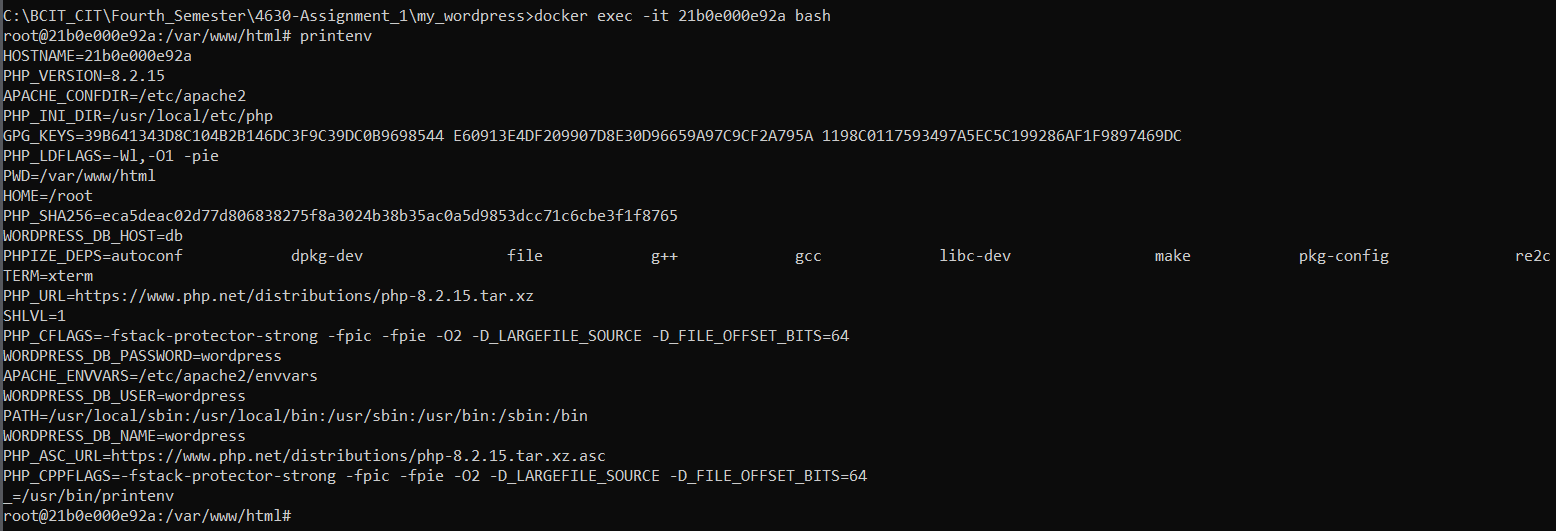 C:\BCIT_CIT\Fourth_Semester\4630-Assignment_1\my_wordpress>docker exec -it 21b0e000e92a bash
root@21b0e000e92a:/var/www/html# printenv
HOSTNAME=21b0e000e92a
PHP_VERSION=8.2.15
APACHE_CONFDIR=/etc/apache2
PHP_INI_DIR=/usr/local/etc/php
GPG_KEYS=39B641343D8C104B2B146DC3F9C39DC0B9698544 E60913E4DF209907D8E30D96659A97C9CF2A795A 1198C0117593497A5EC5C199286AF1F9897469DC
PHP_LDFLAGS=-Wl,-O1 -pie
PWD=/var/www/html
HOME=/root
PHP_SHA256=eca5deac02d77d806838275f8a3024b38b35ac0a5d9853dcc71c6cbe3f1f8765
WORDPRESS_DB_HOST=db
PHPIZE_DEPS=autoconf            dpkg-dev                file            g++             gcc             libc-dev                make            pkg-config              re2c
TERM=xterm
PHP_URL=https://www.php.net/distributions/php-8.2.15.tar.xz
SHLVL=1
PHP_CFLAGS=-fstack-protector-strong -fpic -fpie -O2 -D_LARGEFILE_SOURCE -D_FILE_OFFSET_BITS=64
WORDPRESS_DB_PASSWORD=wordpress
APACHE_ENVVARS=/etc/apache2/envvars
WORDPRESS_DB_USER=wordpress
PATH=/usr/local/sbin:/usr/local/bin:/usr/sbin:/usr/bin:/sbin:/bin
WORDPRESS_DB_NAME=wordpress
PHP_ASC_URL=https://www.php.net/distributions/php-8.2.15.tar.xz.asc
PHP_CPPFLAGS=-fstack-protector-strong -fpic -fpie -O2 -D_LARGEFILE_SOURCE -D_FILE_OFFSET_BITS=64
_=/usr/bin/printenv
root@21b0e000e92a:/var/www/html#